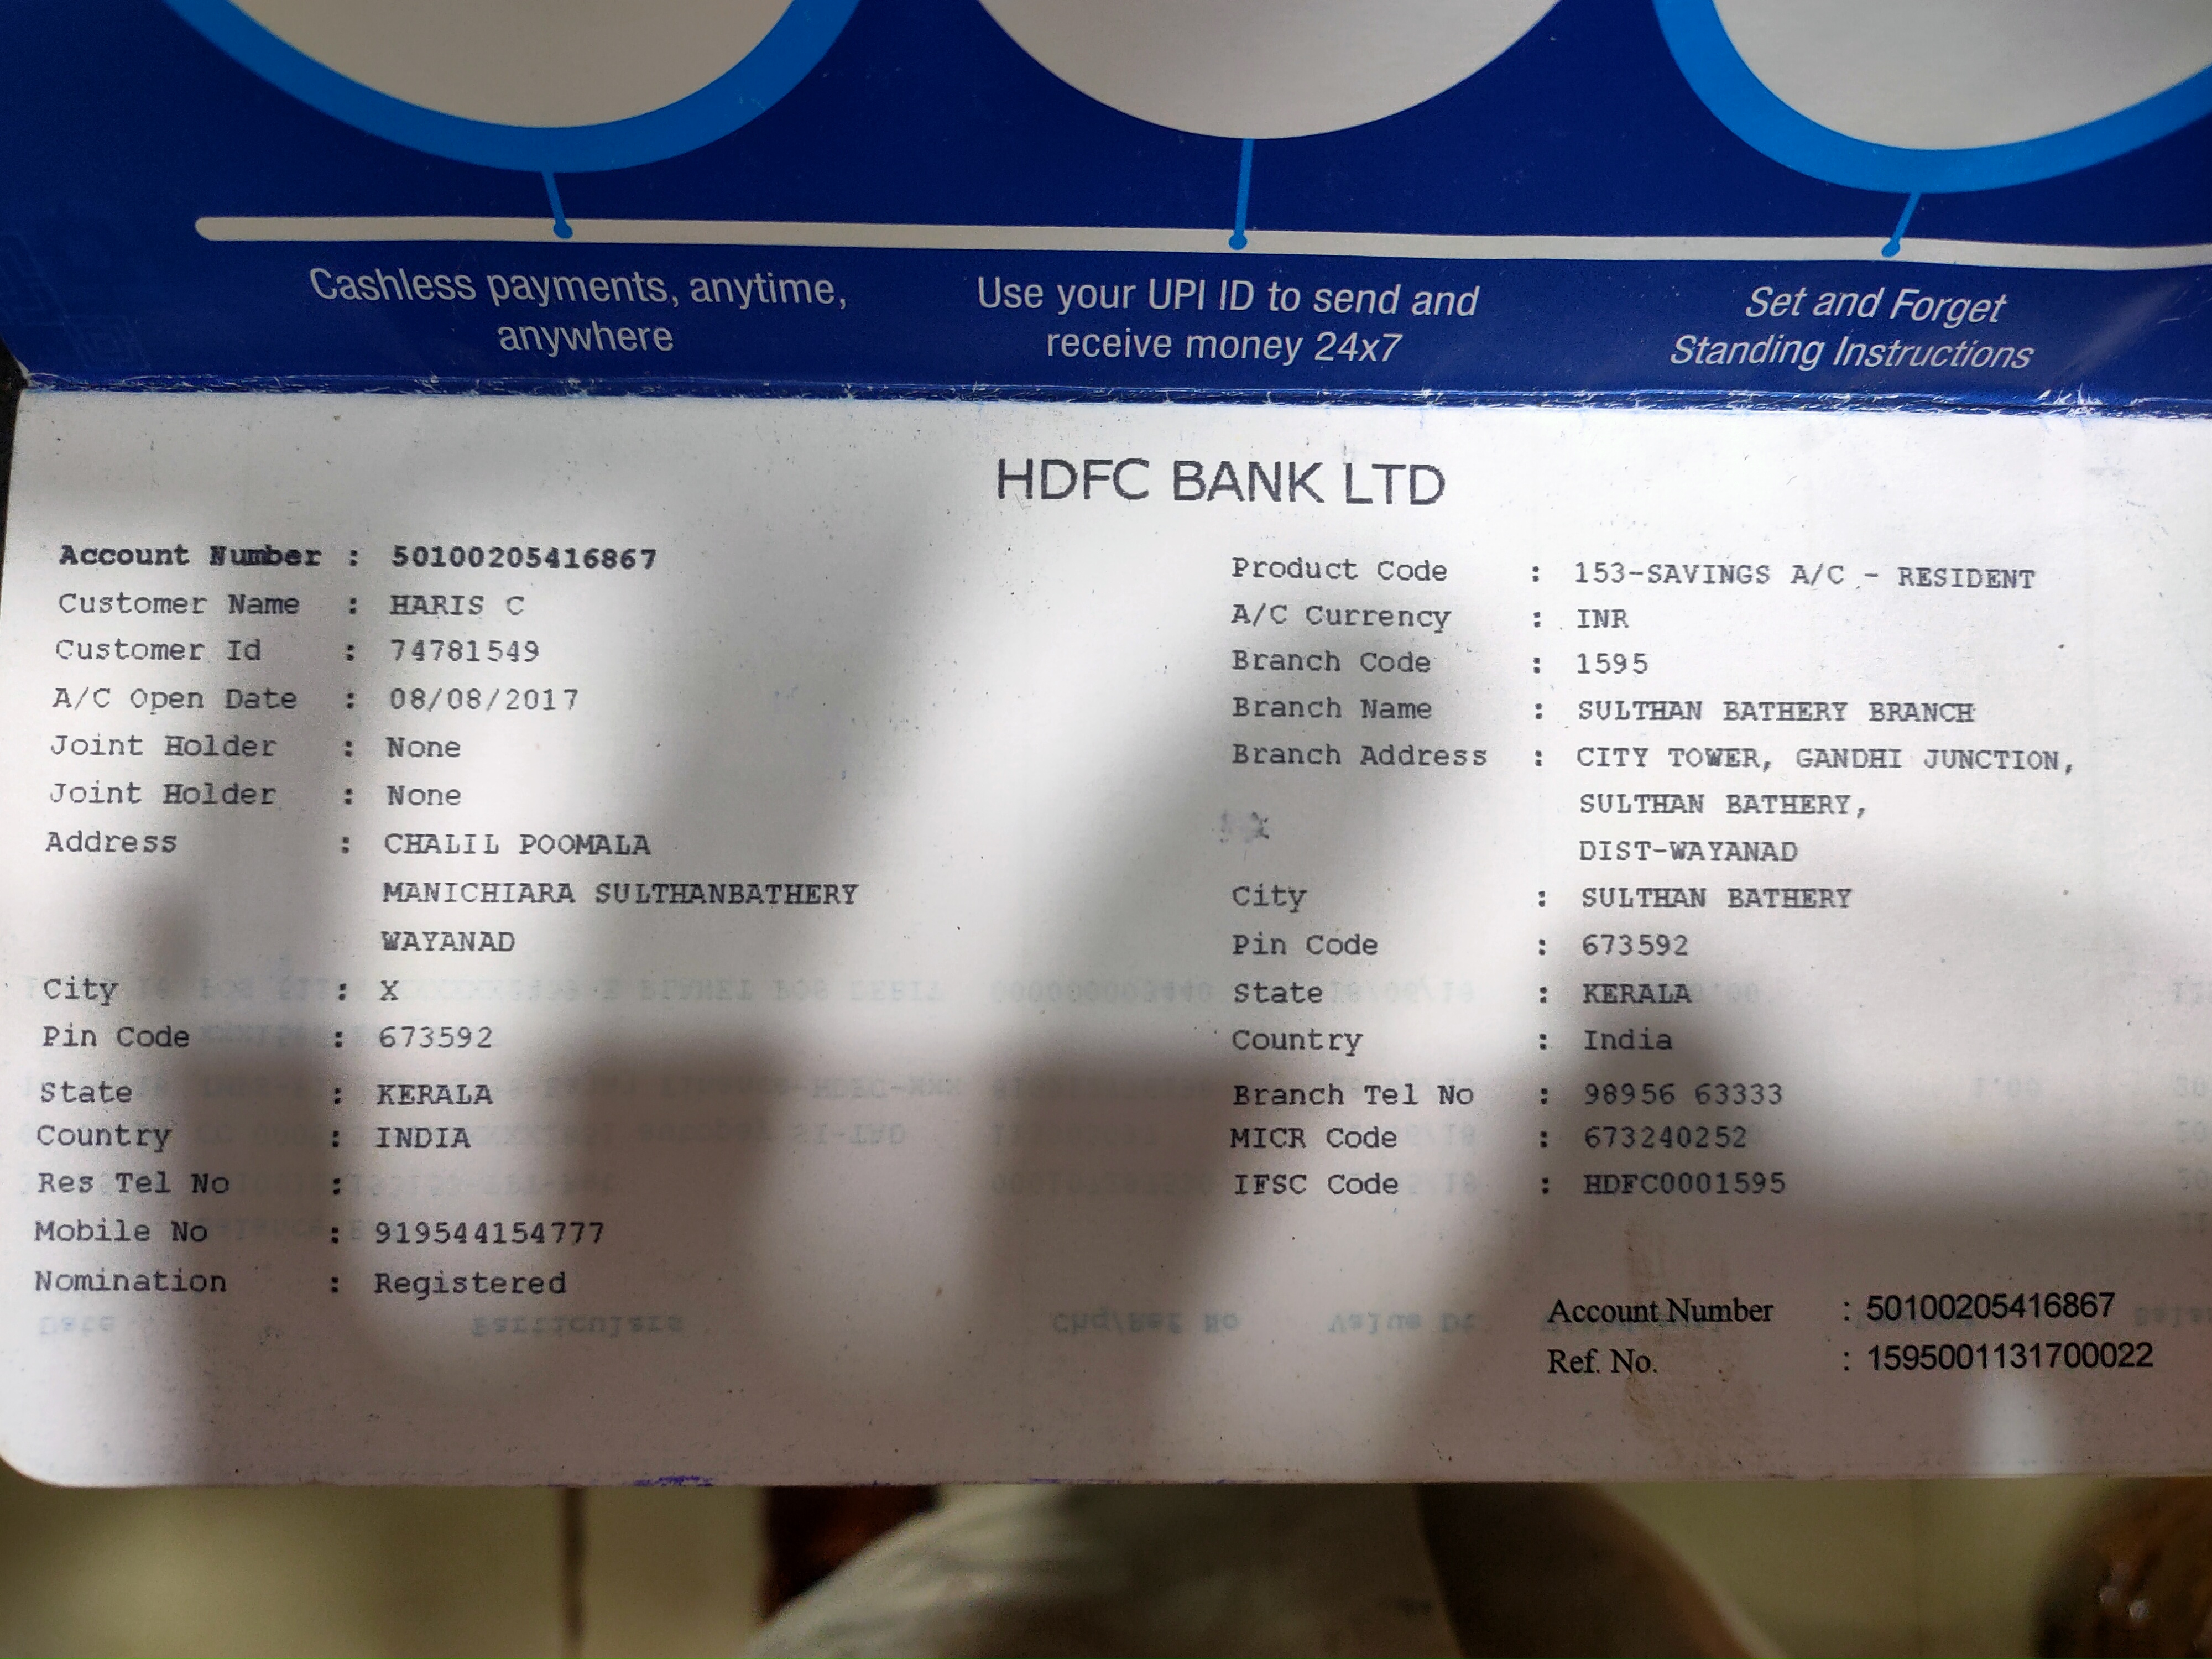 Cashless payments, anytime,
anywhere
Use your UPI ID to send and
receive money 24x7
Set and Forget
Standing Instructions
HDFC BANK LTD
Account Number : 50100205416867
Customer Name : HARIS C
Customer Id : 74781549
A/C Open Date : 08/08/2017
Joint Holder : None
Joint Holder : None
Address : CHALIL POOMALA
MANICHIARA SULTHANBATHERY
WAYANAD
City : X
Pin Code : 673592
State : KERALA
Country : INDIA
Res Tel No :
Mobile No : 919544154777
Nomination : Registered
Product Code : 153-SAVINGS A/C - RESIDENT
A/C Currency : INR
Branch Code : 1595
Branch Name : SULTHAN BATHERY BRANCH
Branch Address : CITY TOWER, GANDHI JUNCTION,
SULTHAN BATHERY,
DIST-WAYANAD
City : SULTHAN BATHERY
Pin Code : 673592
State : KERALA
Country : India
Branch Tel No : 98956 63333
MICR Code : 673240252
IFSC Code : HDFC0001595
Account Number : 50100205416867
Ref. No. : 1595001131700022